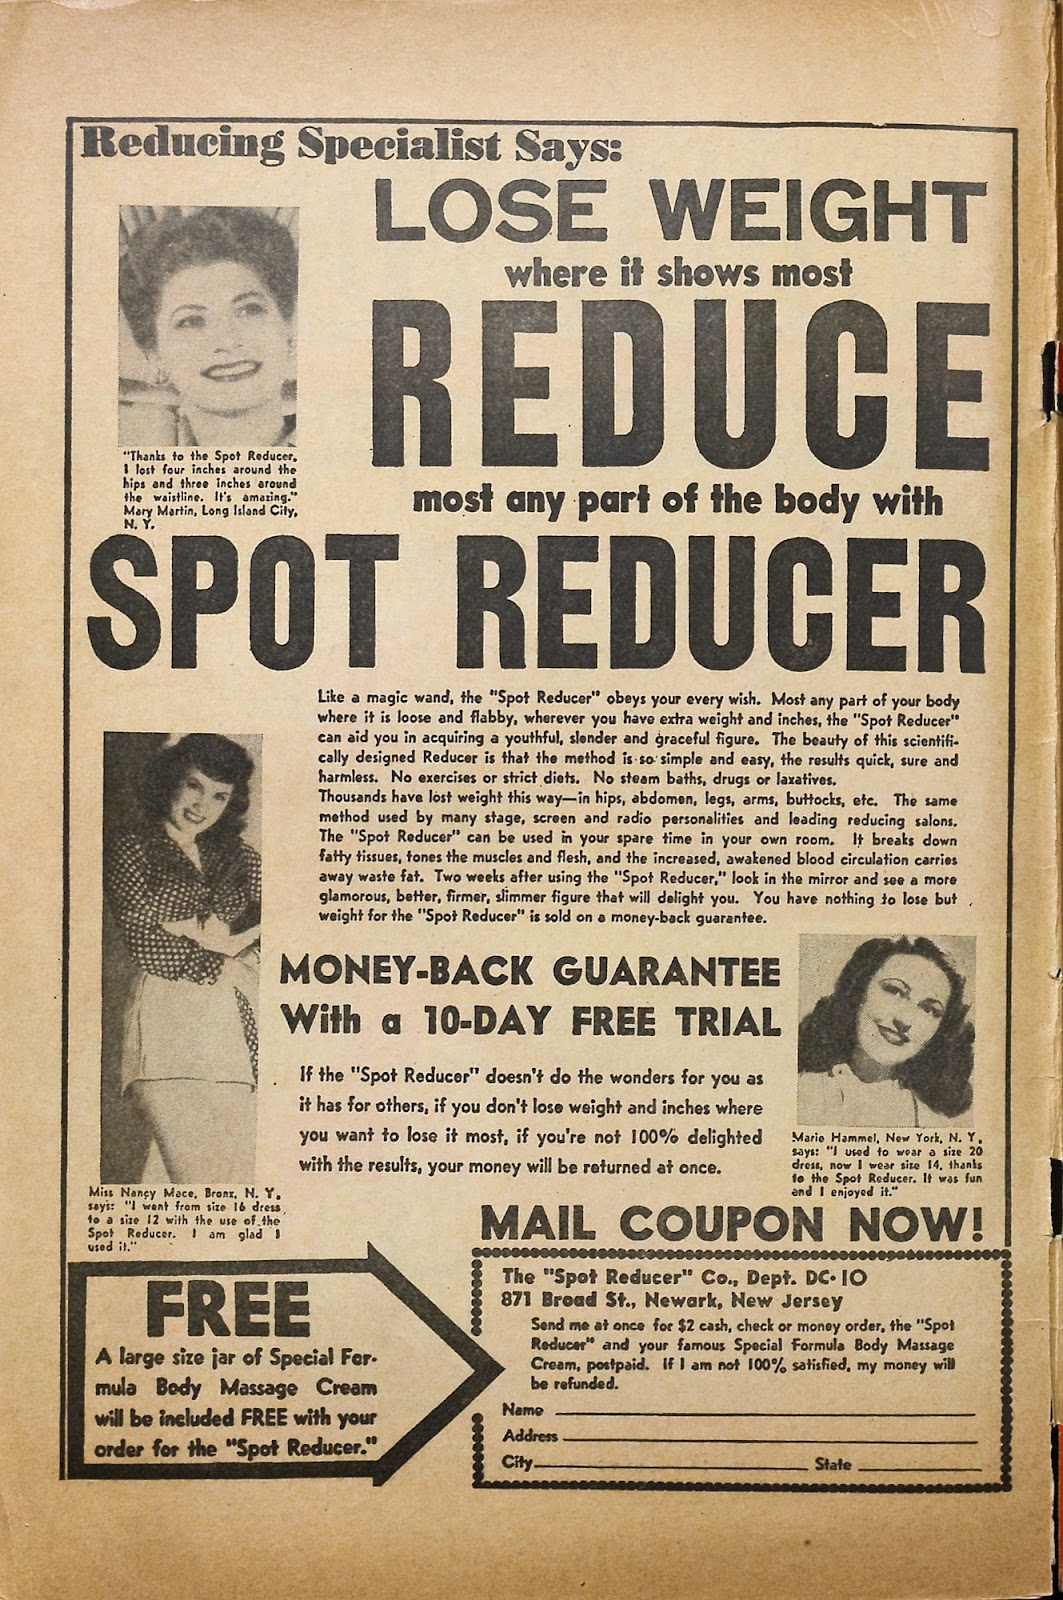 Reducing Specialist Says:
LOSE WEIGHT
where it shows most
REDUCE
most any part of the body with
SPOT REDUCER
"Thanks to the Spot Reducer,
I lost four inches around the
hips and three inches around
the waistline. It's amazing."
Mary Martin, Long Island City,
N. Y.
Like a magic wand, the "Spot Reducer" obeys your every wish. Most any part of your body
where it is loose and flabby, wherever you have extra weight and inches, the "Spot Reducer"
can aid you in acquiring a youthful, slender and graceful figure. The beauty of this scientifi-
cally designed Reducer is that the method is so simple and easy, the results quick, sure and
harmless. No exercises or strict diets. No steam baths, drugs or laxatives.
Thousands have lost weight this way—in hips, abdomen, legs, arms, buttocks, etc. The same
method used by many stage, screen and radio personalities and leading reducing salons.
The "Spot Reducer" can be used in your spare time in your own room. It breaks down
fatty tissues, tones the muscles and flesh, and the increased, awakened blood circulation carries
away waste fat. Two weeks after using the "Spot Reducer," look in the mirror and see a more
glamorous, better, firmer, slimmer figure that will delight you. You have nothing to lose but
weight for the "Spot Reducer" is sold on a money-back guarantee.
MONEY-BACK GUARANTEE
With a 10-DAY FREE TRIAL
If the "Spot Reducer" doesn't do the wonders for you as
it has for others, if you don't lose weight and inches where
you want to lose it most, if you're not 100% delighted
with the results, your money will be returned at once.
Marie Hammel, New York, N. Y.
says: "I used to wear a size 20
dress, now I wear size 14, thanks
to the Spot Reducer. It was fun
and I enjoyed it."
Miss Nancy Mace, Bronx, N. Y.
says: "I went from size 16 dress
to a size 12 with the use of the
Spot Reducer. I am glad I
used it."
MAIL COUPON NOW!
FREE
A large size jar of Special For-
mula Body Massage Cream
will be included FREE with your
order for the "Spot Reducer."
The "Spot Reducer" Co., Dept. DC-10
871 Broad St., Newark, New Jersey
Send me at once for $2 cash, check or money order, the "Spot
Reducer" and your famous Special Formula Body Massage
Cream, postpaid. If I am not 100% satisfied, my money will
be refunded.
Name
Address
City State